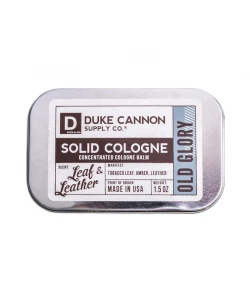 D
DUKE CANNON
SUPPLY CO.®
SOLID COLOGNE
CONCENTRATED COLOGNE BALM
SCENT:
Leaf &
Leather
MANIFEST
TOBACCO LEAF, AMBER, LEATHER
POINT OF ORIGIN
MADE IN USA
WEIGHT
1.5 OZ
OLD GLORY